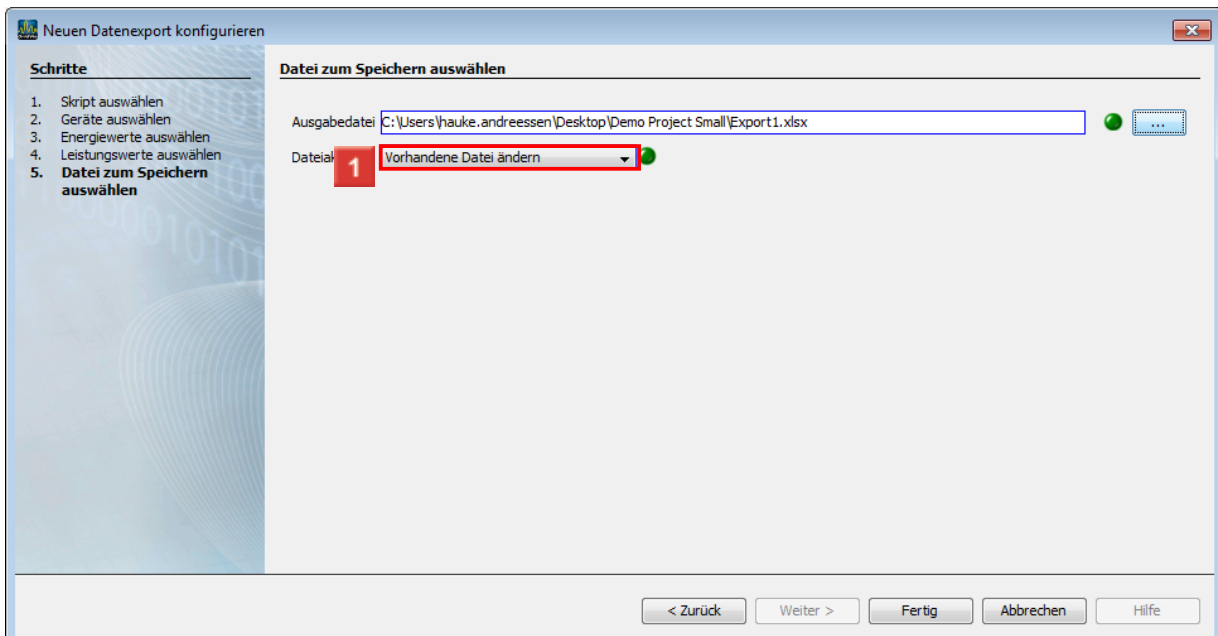 Neuen Datenexport konfigurieren
Schritte
1. Skript auswählen
2. Geräte auswählen
3. Energiewerte auswählen
4. Leistungswerte auswählen
5. Datei zum Speichern
auswählen
Datei zum Speichern auswählen
Ausgabedatei C:\Users\hauke.andreessen\Desktop\Demo Project Small\Export1.xlsx ...
1 Vorhandene Datei ändern
< Zurück Weiter > Fertig Abbrechen Hilfe